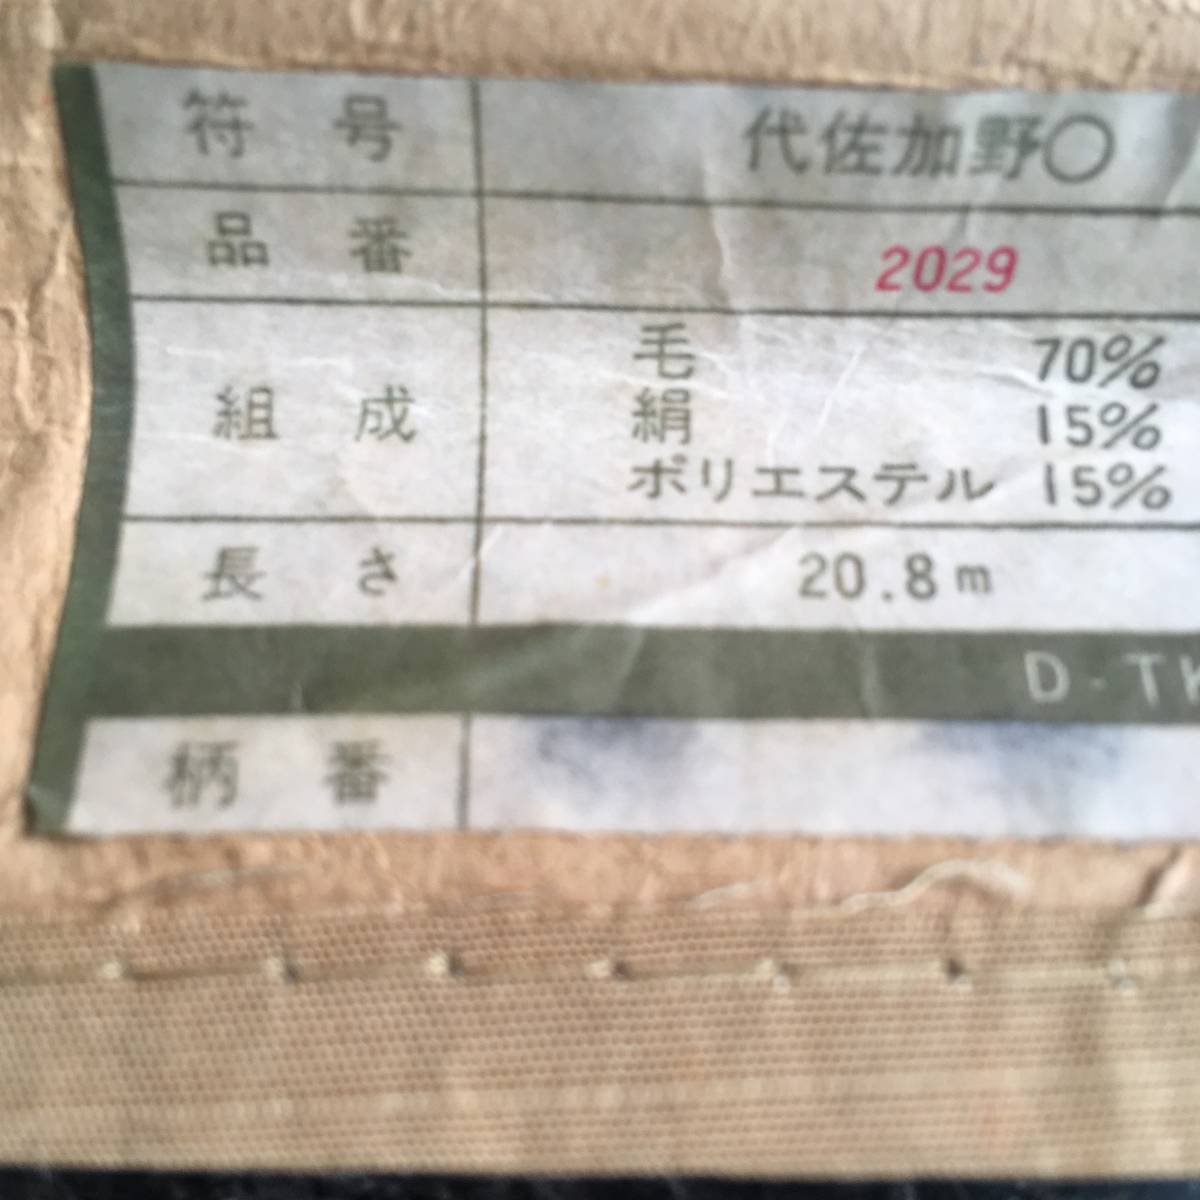 符号 代佐加野○
品番 2029
組成 毛 70%
絹 15%
ポリエステル 15%
長さ 20.8m
D-TK
柄番